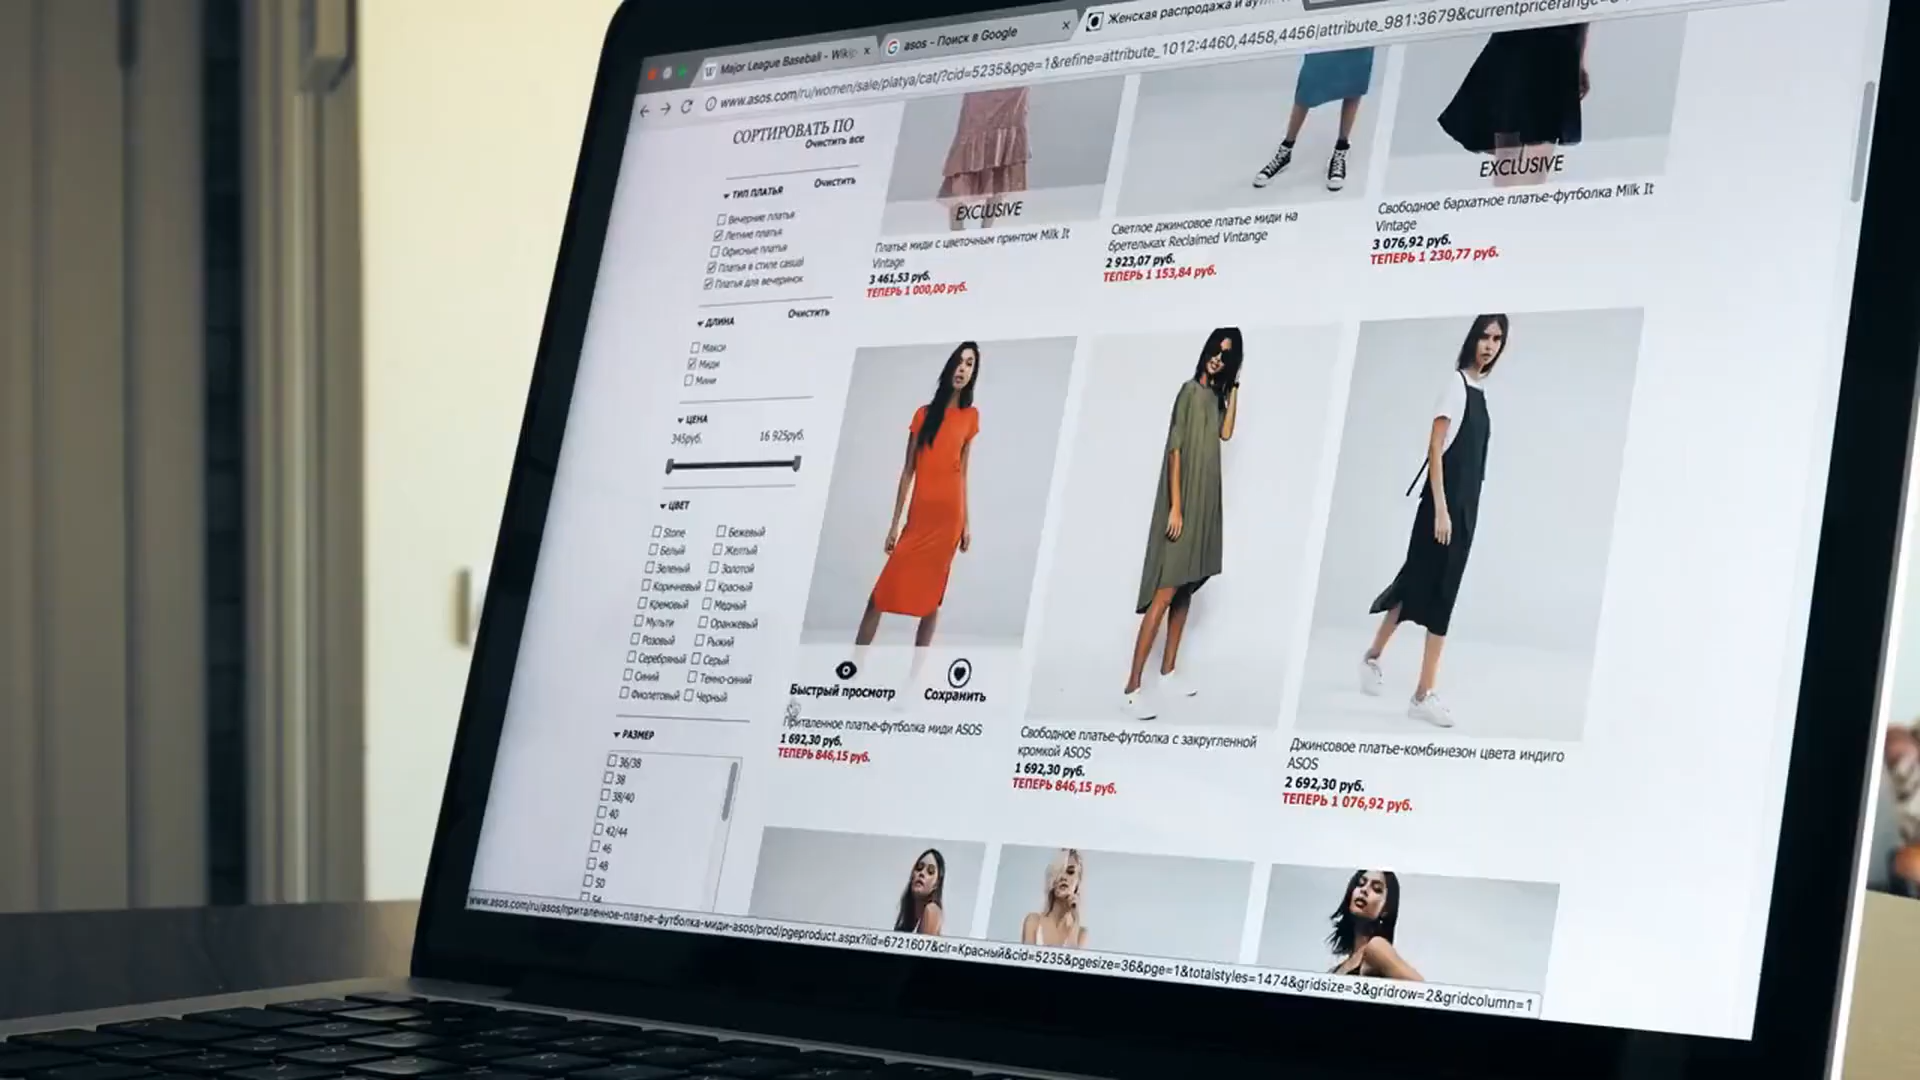 Major League Baseball - Wiki
asos - Поиск в Google
Женская распродажа и аут
www.asos.com/ru/women/sale/platya/cat/?cid=5235&pge=1&refine=attribute_1012:4460,4458,4456|attribute_981:3679&currentpricerange=
СОРТИРОВАТЬ ПО
Очистить все
ТИП ПЛАТЬЯ
Очистить
Вечерние платья
Летние платья
Офисные платья
Платья в стиле casual
Платья для вечеринок
ДЛИНА
Очистить
Макси
Миди
Мини
ЦЕНА
345руб. 16 925руб.
ЦВЕТ
Stone Бежевый
Белый Желтый
Зеленый Золотой
Коричневый Красный
Кремовый Медный
Мульти Оранжевый
Розовый Рыжий
Серебряный Серый
Синий Темно-синий
Фиолетовый Черный
РАЗМЕР
36/38
38
38/40
40
42/44
46
48
50
EXCLUSIVE
Платье миди с цветочным принтом Milk It
Vintage
3 461,53 руб.
ТЕПЕРЬ 1 000,00 руб.
Светлое джинсовое платье миди на
бретельках Reclaimed Vintange
2 923,07 руб.
ТЕПЕРЬ 1 153,84 руб.
EXCLUSIVE
Свободное бархатное платье-футболка Milk It
Vintage
3 076,92 руб.
ТЕПЕРЬ 1 230,77 руб.
Быстрый просмотр
Сохранить
Приталенное платье-футболка миди ASOS
1 692,30 руб.
ТЕПЕРЬ 846,15 руб.
Свободное платье-футболка с закругленной
кромкой ASOS
1 692,30 руб.
ТЕПЕРЬ 846,15 руб.
Джинсовое платье-комбинезон цвета индиго
ASOS
2 692,30 руб.
ТЕПЕРЬ 1 076,92 руб.
www.asos.com/ru/asos/приталенное-платье-футболка-миди-asos/prod/pgeproduct.aspx?iid=6721607&clr=Красный&cid=5235&pgesize=36&pge=1&totalstyles=1474&gridsize=3&gridrow=2&gridcolumn=1